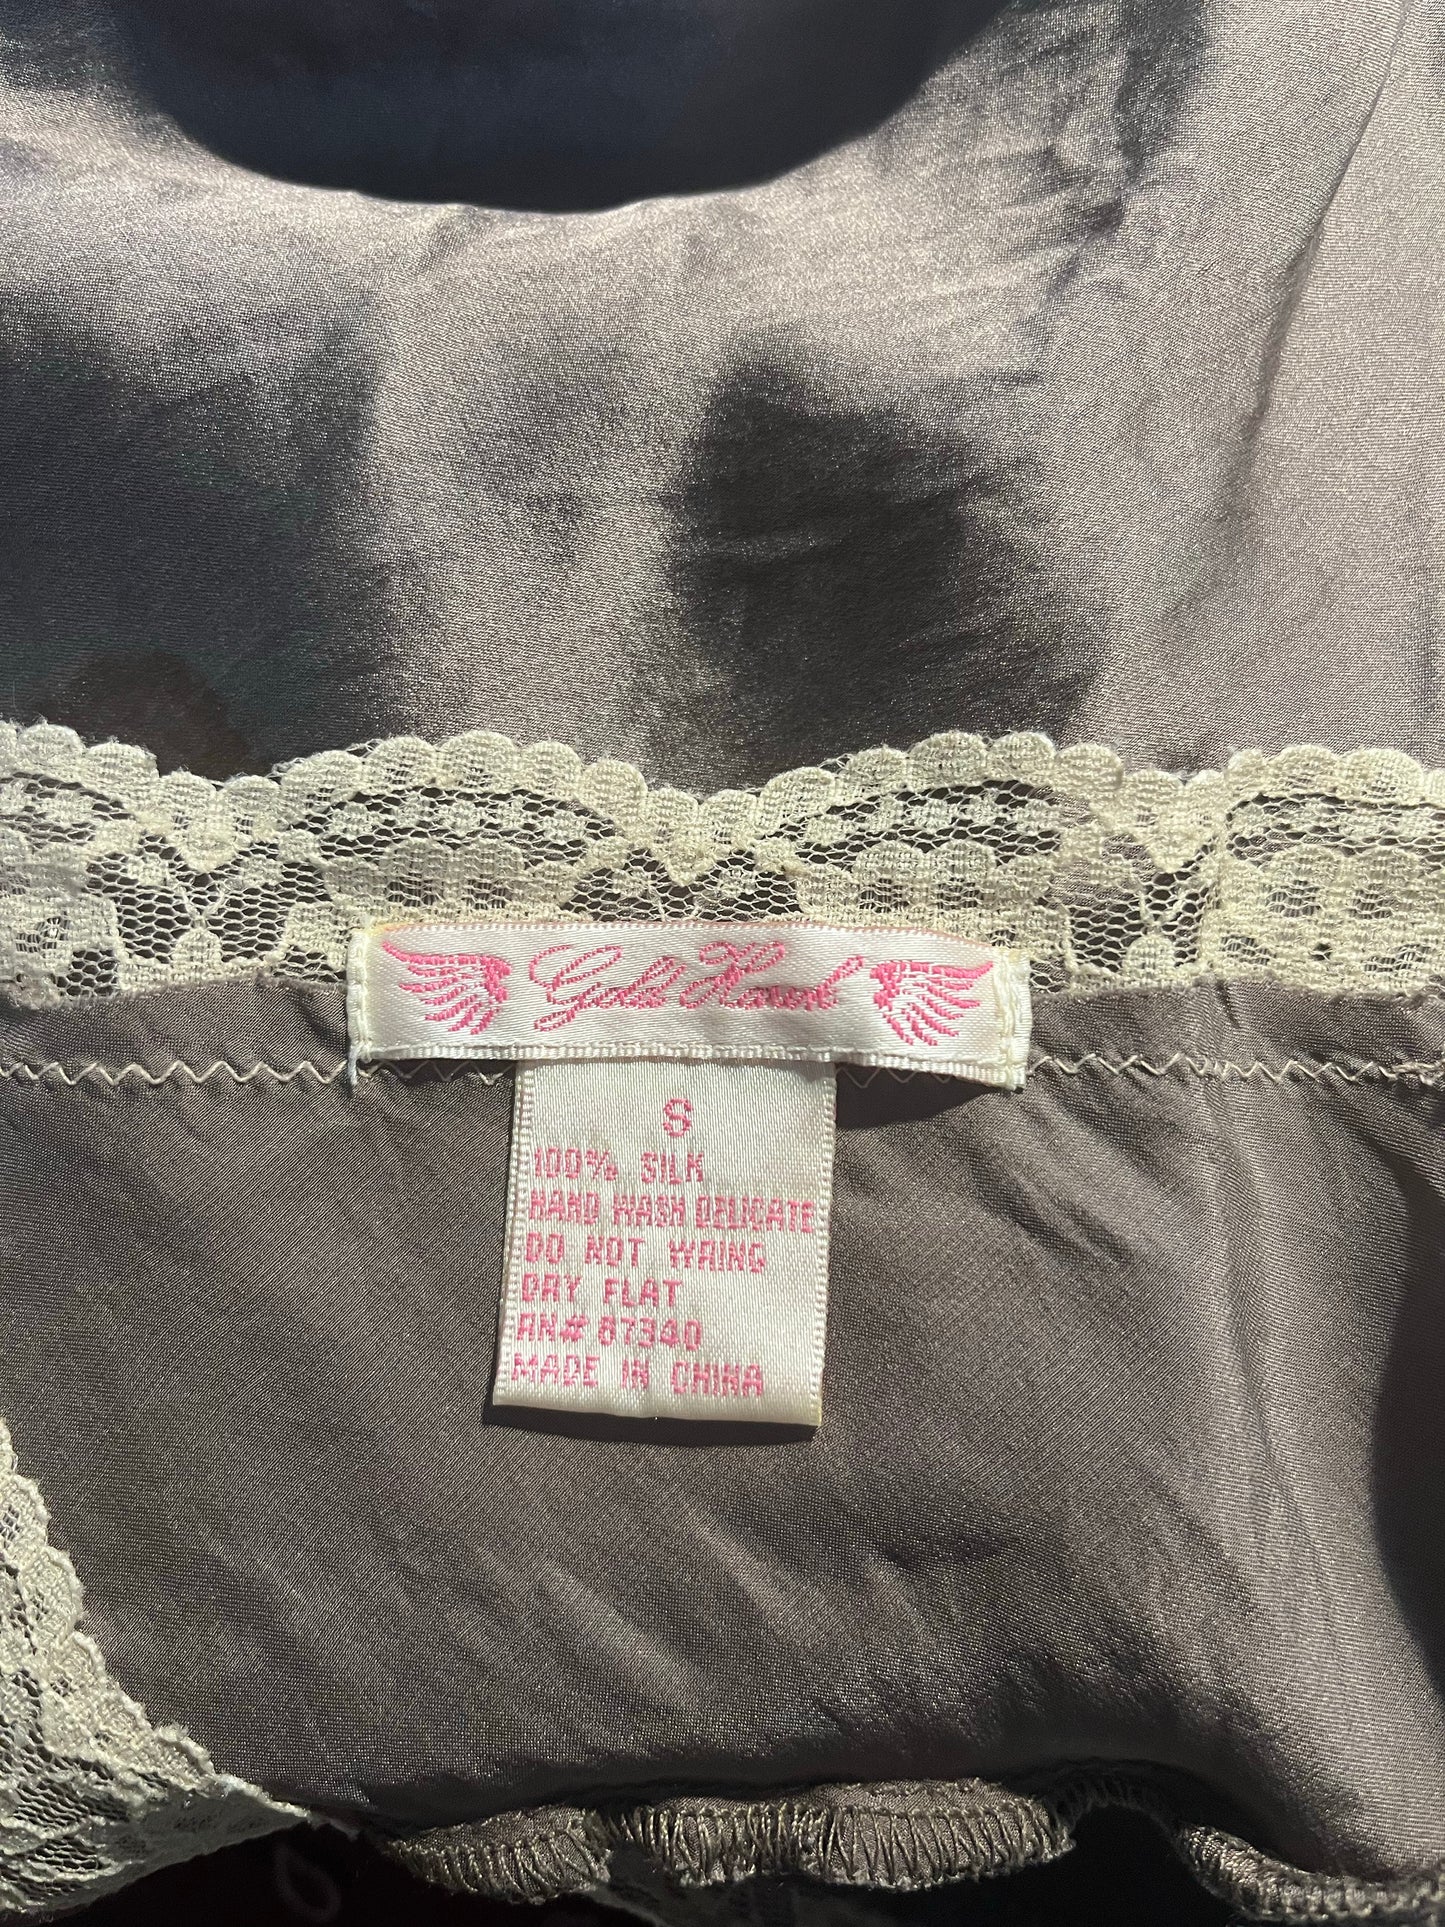 Gold Hawk
S
100% SILK
HAND WASH DELICATE
DO NOT WRING
DRY FLAT
RN# 87340
MADE IN CHINA